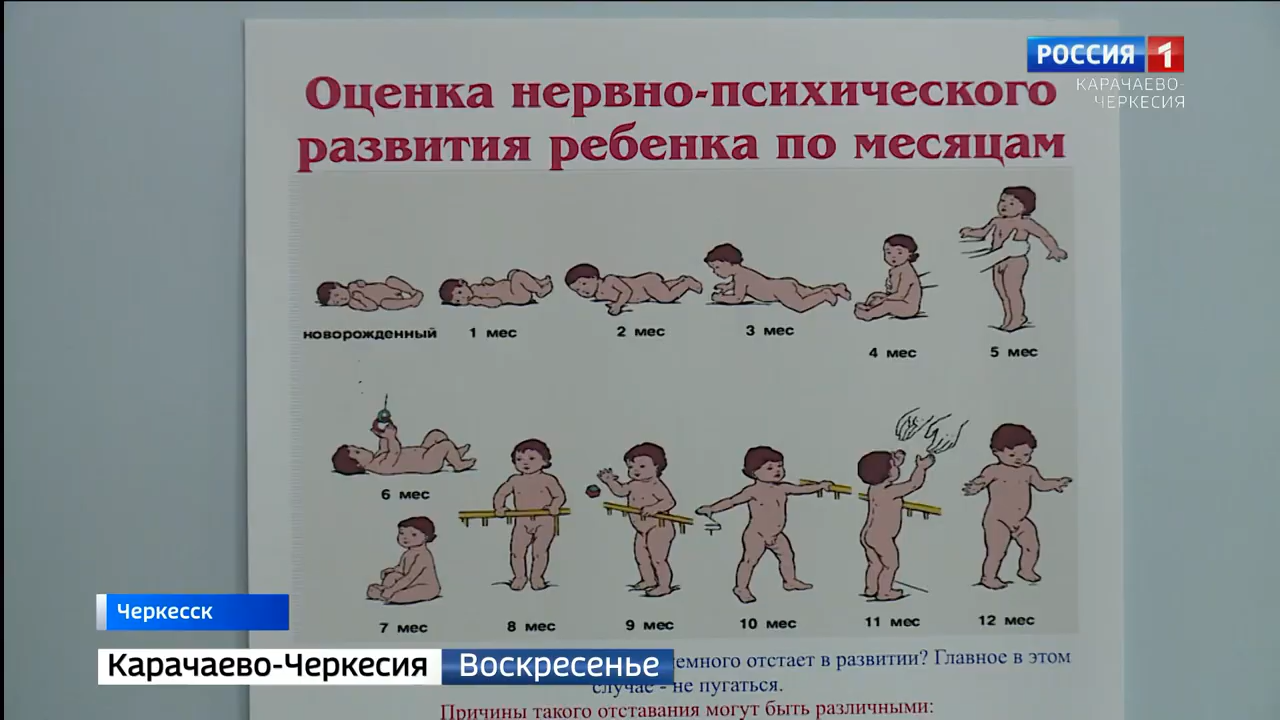 РОССИЯ 1
КАРАЧАЕВО-
ЧЕРКЕСИЯ
Оценка нервно-психического
развития ребенка по месяцам
новорожденный
1 мес
2 мес
3 мес
4 мес
5 мес
6 мес
7 мес
8 мес
9 мес
10 мес
11 мес
12 мес
Черкесск
Карачаево-Черкесия Воскресенье
отстает в развитии? Главное в этом
случае - не пугаться.
Причины такого отставания могут быть различными: